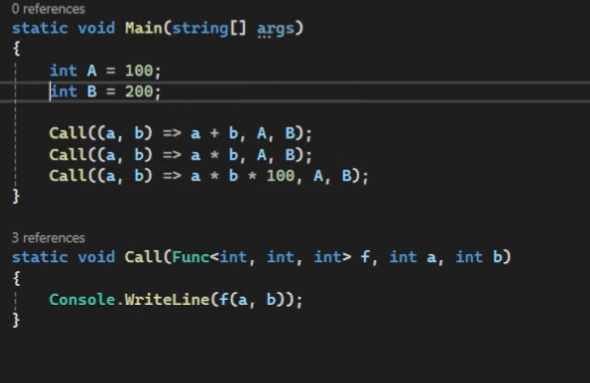 0 references
static void Main(string[] args)
{
int A = 100;
int B = 200;
Call((a, b) => a + b, A, B);
Call((a, b) => a * b, A, B);
Call((a, b) => a * b * 100, A, B);
}
3 references
static void Call(Func<int, int, int> f, int a, int b)
{
Console.WriteLine(f(a, b));
}